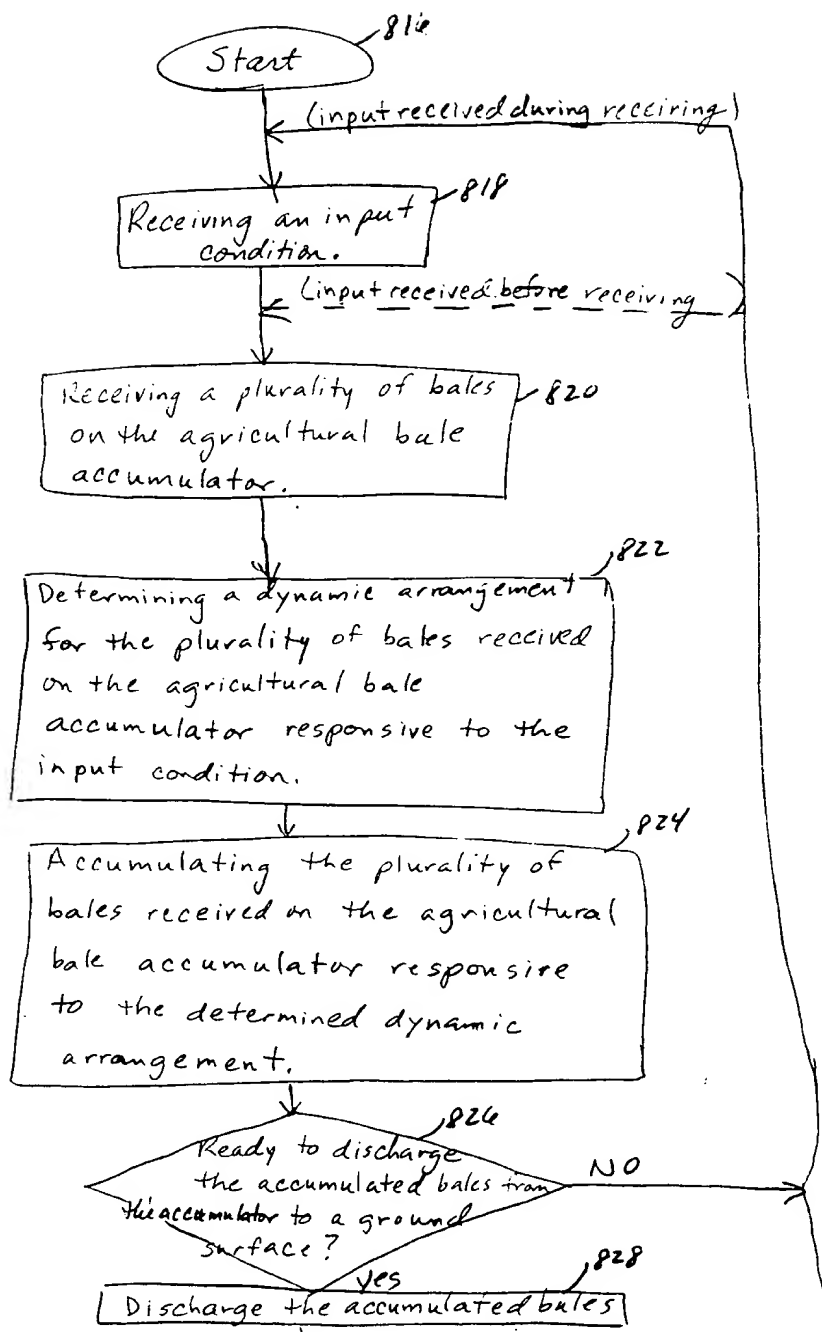 816
Start
(input received during receiving)
818
Receiving an input
condition.
(input received before receiving)
Receiving a plurality of bales
820
on the agricultural bale
accumulator.
822
Determining a dynamic arrangement
for the plurality of bales received
on the agricultural bale
accumulator responsive to the
input condition.
824
Accumulating the plurality of
bales received on the agricultural
bale accumulator responsive
to the determined dynamic
arrangement.
826
Ready to discharge
the accumulated bales from
the accumulator to a ground
surface?
NO
yes
828
Discharge the accumulated bales